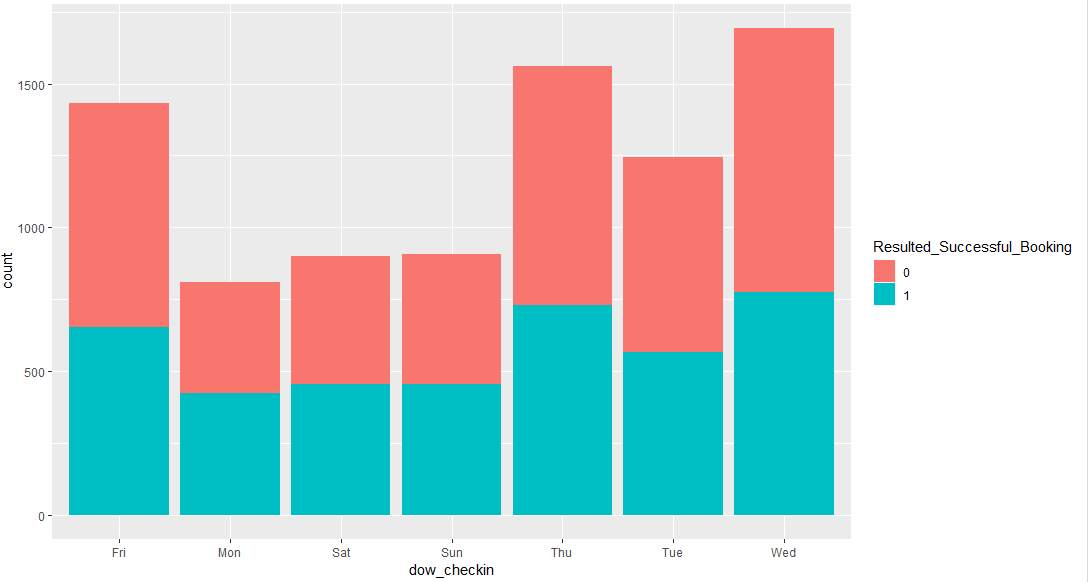 1500
1000
500
0
count
Fri Mon Sat Sun Thu Tue Wed
dow_checkin
Resulted_Successful_Booking
0
1